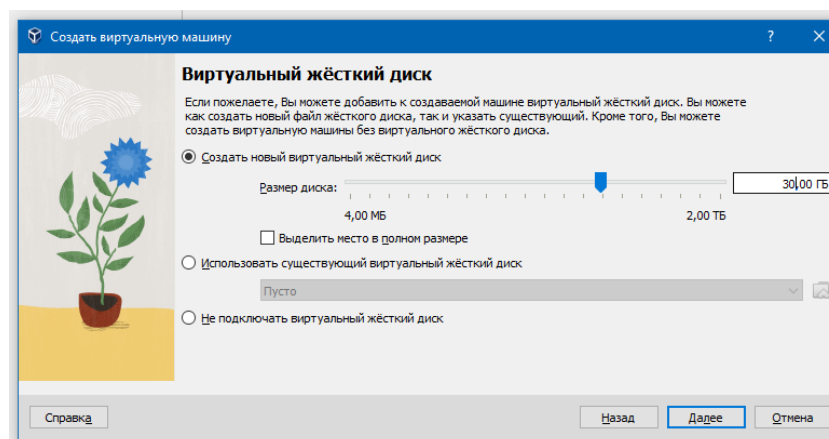 Создать виртуальную машину
Виртуальный жёсткий диск
Если пожелаете, Вы можете добавить к создаваемой машине виртуальный жёсткий диск. Вы можете
как создать новый файл жёсткого диска, так и указать существующий. Кроме того, Вы можете
создать виртуальную машины без виртуального жёсткого диска.
Создать новый виртуальный жёсткий диск
Размер диска:
30,00 ГБ
4,00 МБ
2,00 ТБ
Выделить место в полном размере
Использовать существующий виртуальный жёсткий диск
Пусто
Не подключать виртуальный жёсткий диск
Справка
Назад
Далее
Отмена